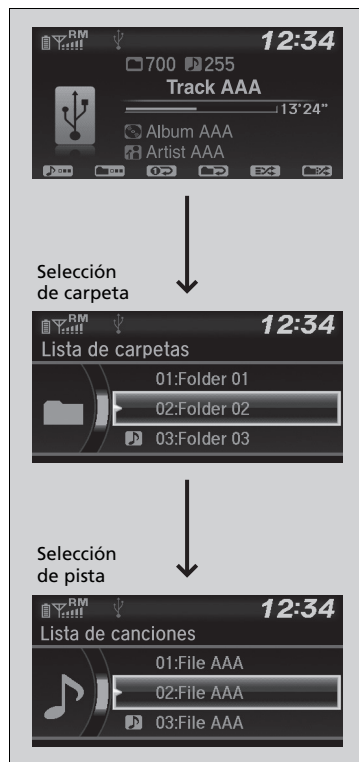 RM 12:34
700 255
Track AAA
13'24"
Album AAA
Artist AAA
Selección
de carpeta
RM 12:34
Lista de carpetas
01:Folder 01
02:Folder 02
03:Folder 03
Selección
de pista
RM 12:34
Lista de canciones
01:File AAA
02:File AAA
03:File AAA